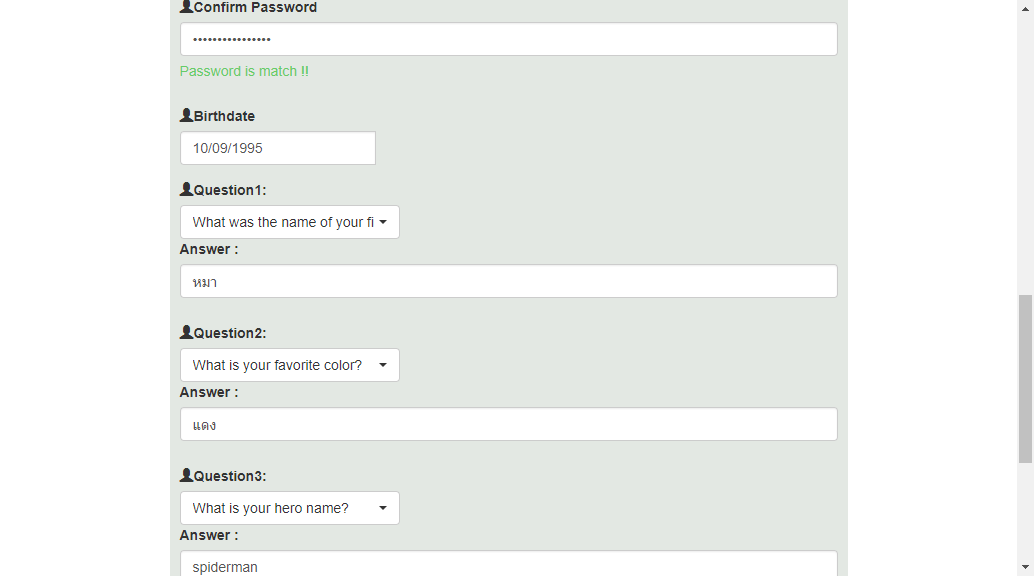 Confirm Password
••••••••••••••••
Password is match !!
Birthdate
10/09/1995
Question1:
What was the name of your fi
Answer :
หมา
Question2:
What is your favorite color?
Answer :
แดง
Question3:
What is your hero name?
Answer :
spiderman